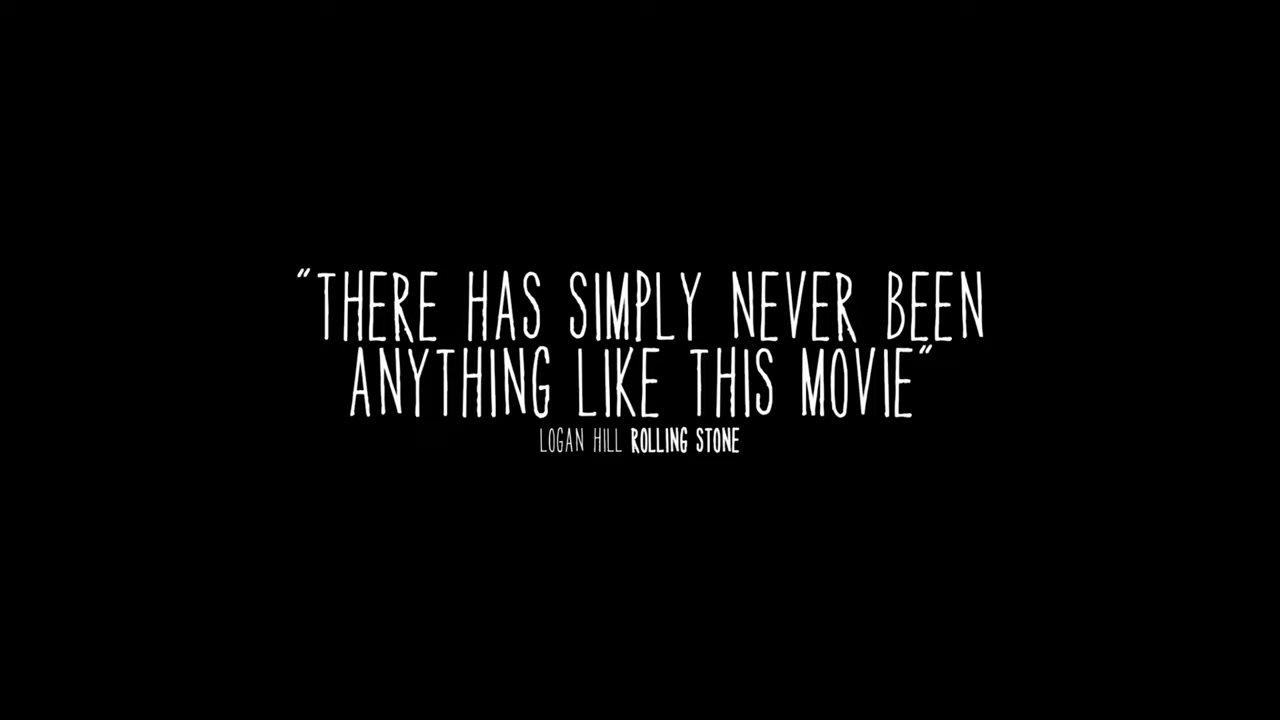 "THERE HAS SIMPLY NEVER BEEN
ANYTHING LIKE THIS MOVIE"
LOGAN HILL ROLLING STONE